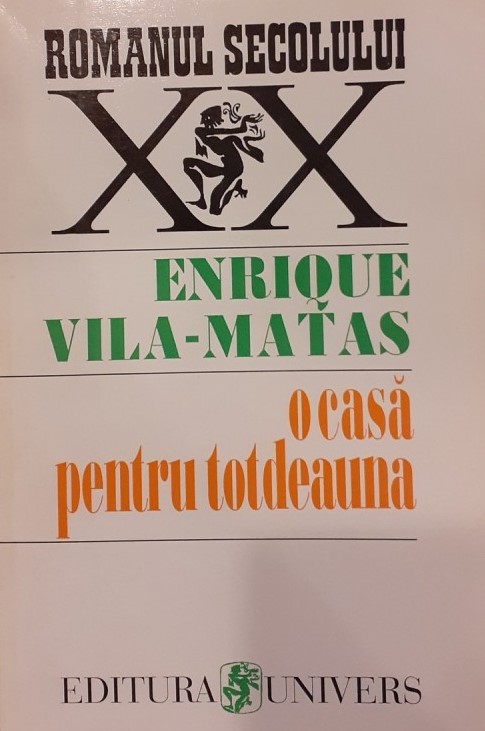 ROMANUL SECOLULUI
XX
ENRIQUE
VILA-MATAS
o casă
pentru totdeauna
EDITURA UNIVERS